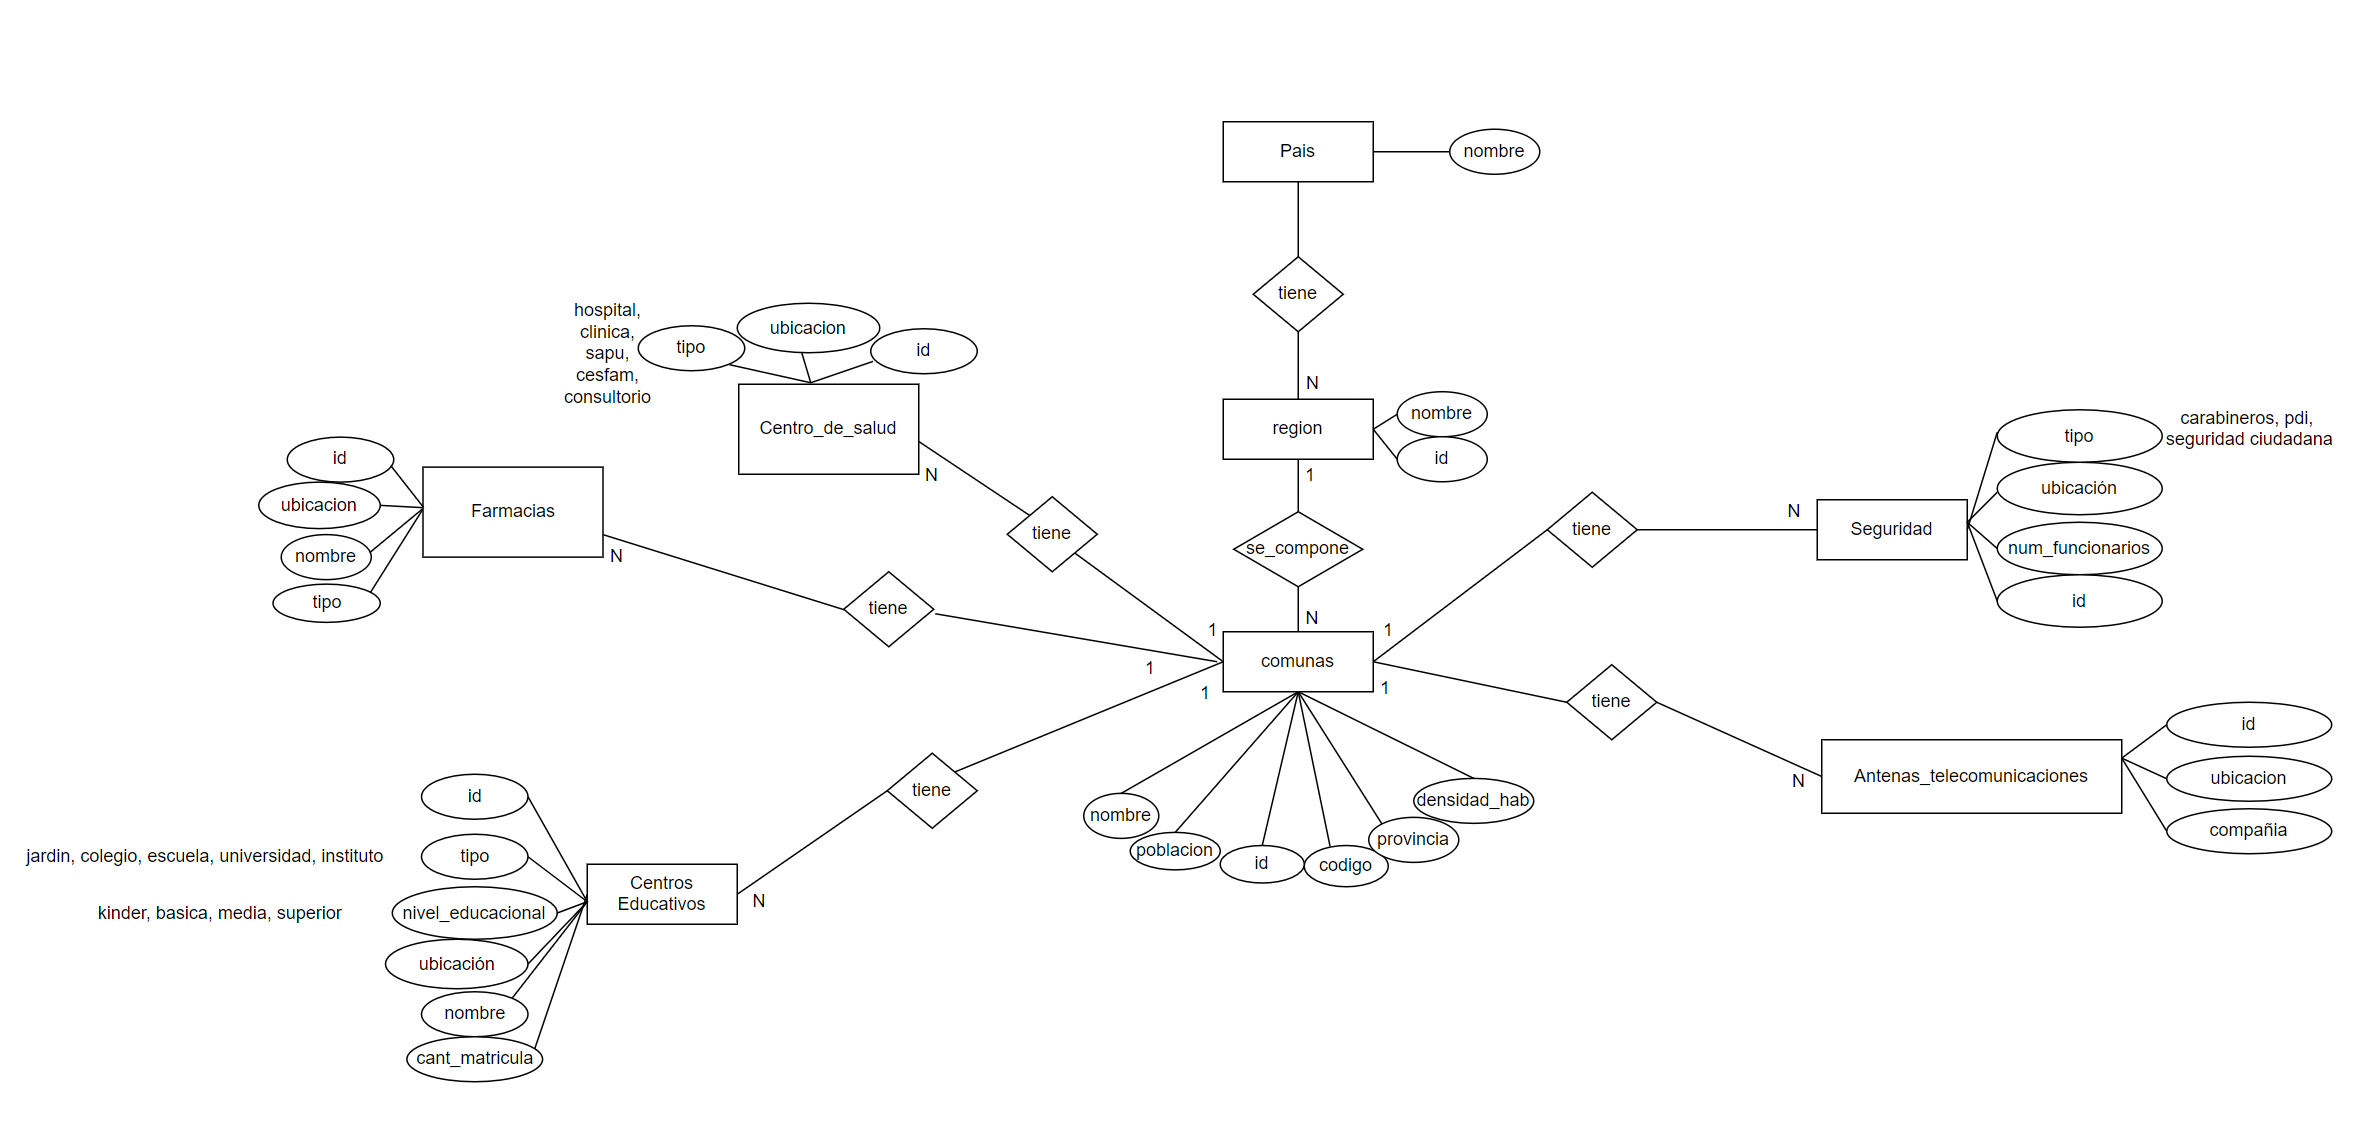 Pais
nombre
tiene
N
region
nombre
id
1
se_compone
N
comunas
hospital,
clinica,
sapu,
cesfam,
consultorio
tipo
ubicacion
id
Centro_de_salud
N
tiene
1
id
ubicacion
nombre
tipo
Farmacias
N
tiene
1
carabineros, pdi,
seguridad ciudadana
tipo
ubicación
num_funcionarios
id
Seguridad
N
tiene
1
1
tiene
N
Antenas_telecomunicaciones
id
ubicacion
compañia
1
tiene
N
Centros
Educativos
id
tipo
jardin, colegio, escuela, universidad, instituto
nivel_educacional
kinder, basica, media, superior
ubicación
nombre
cant_matricula
nombre
poblacion
id
codigo
provincia
densidad_hab